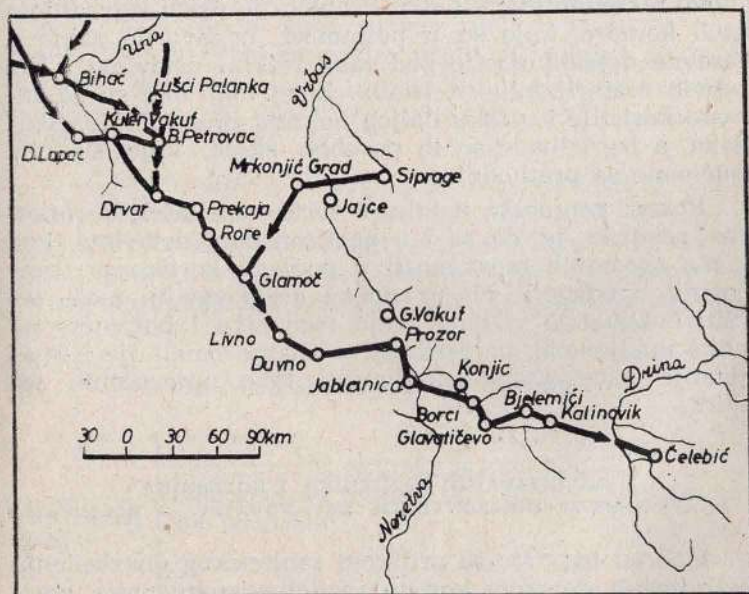 Una
Bihać
Lušci Palanka
Vrbas
Kulen Vakuf
D.Lapac
B.Petrovac
Mrkonjić Grad
Siprage
Drvar
Prekaja
Jajce
Rore
Glamoč
G.Vakuf
Livno
Prozor
Duvno
Konjic
Drina
Jablanica
Bjelemići
Borci
Kalinovik
Glavatičevo
30 0 30 60 90km
Čelebić
Neretva